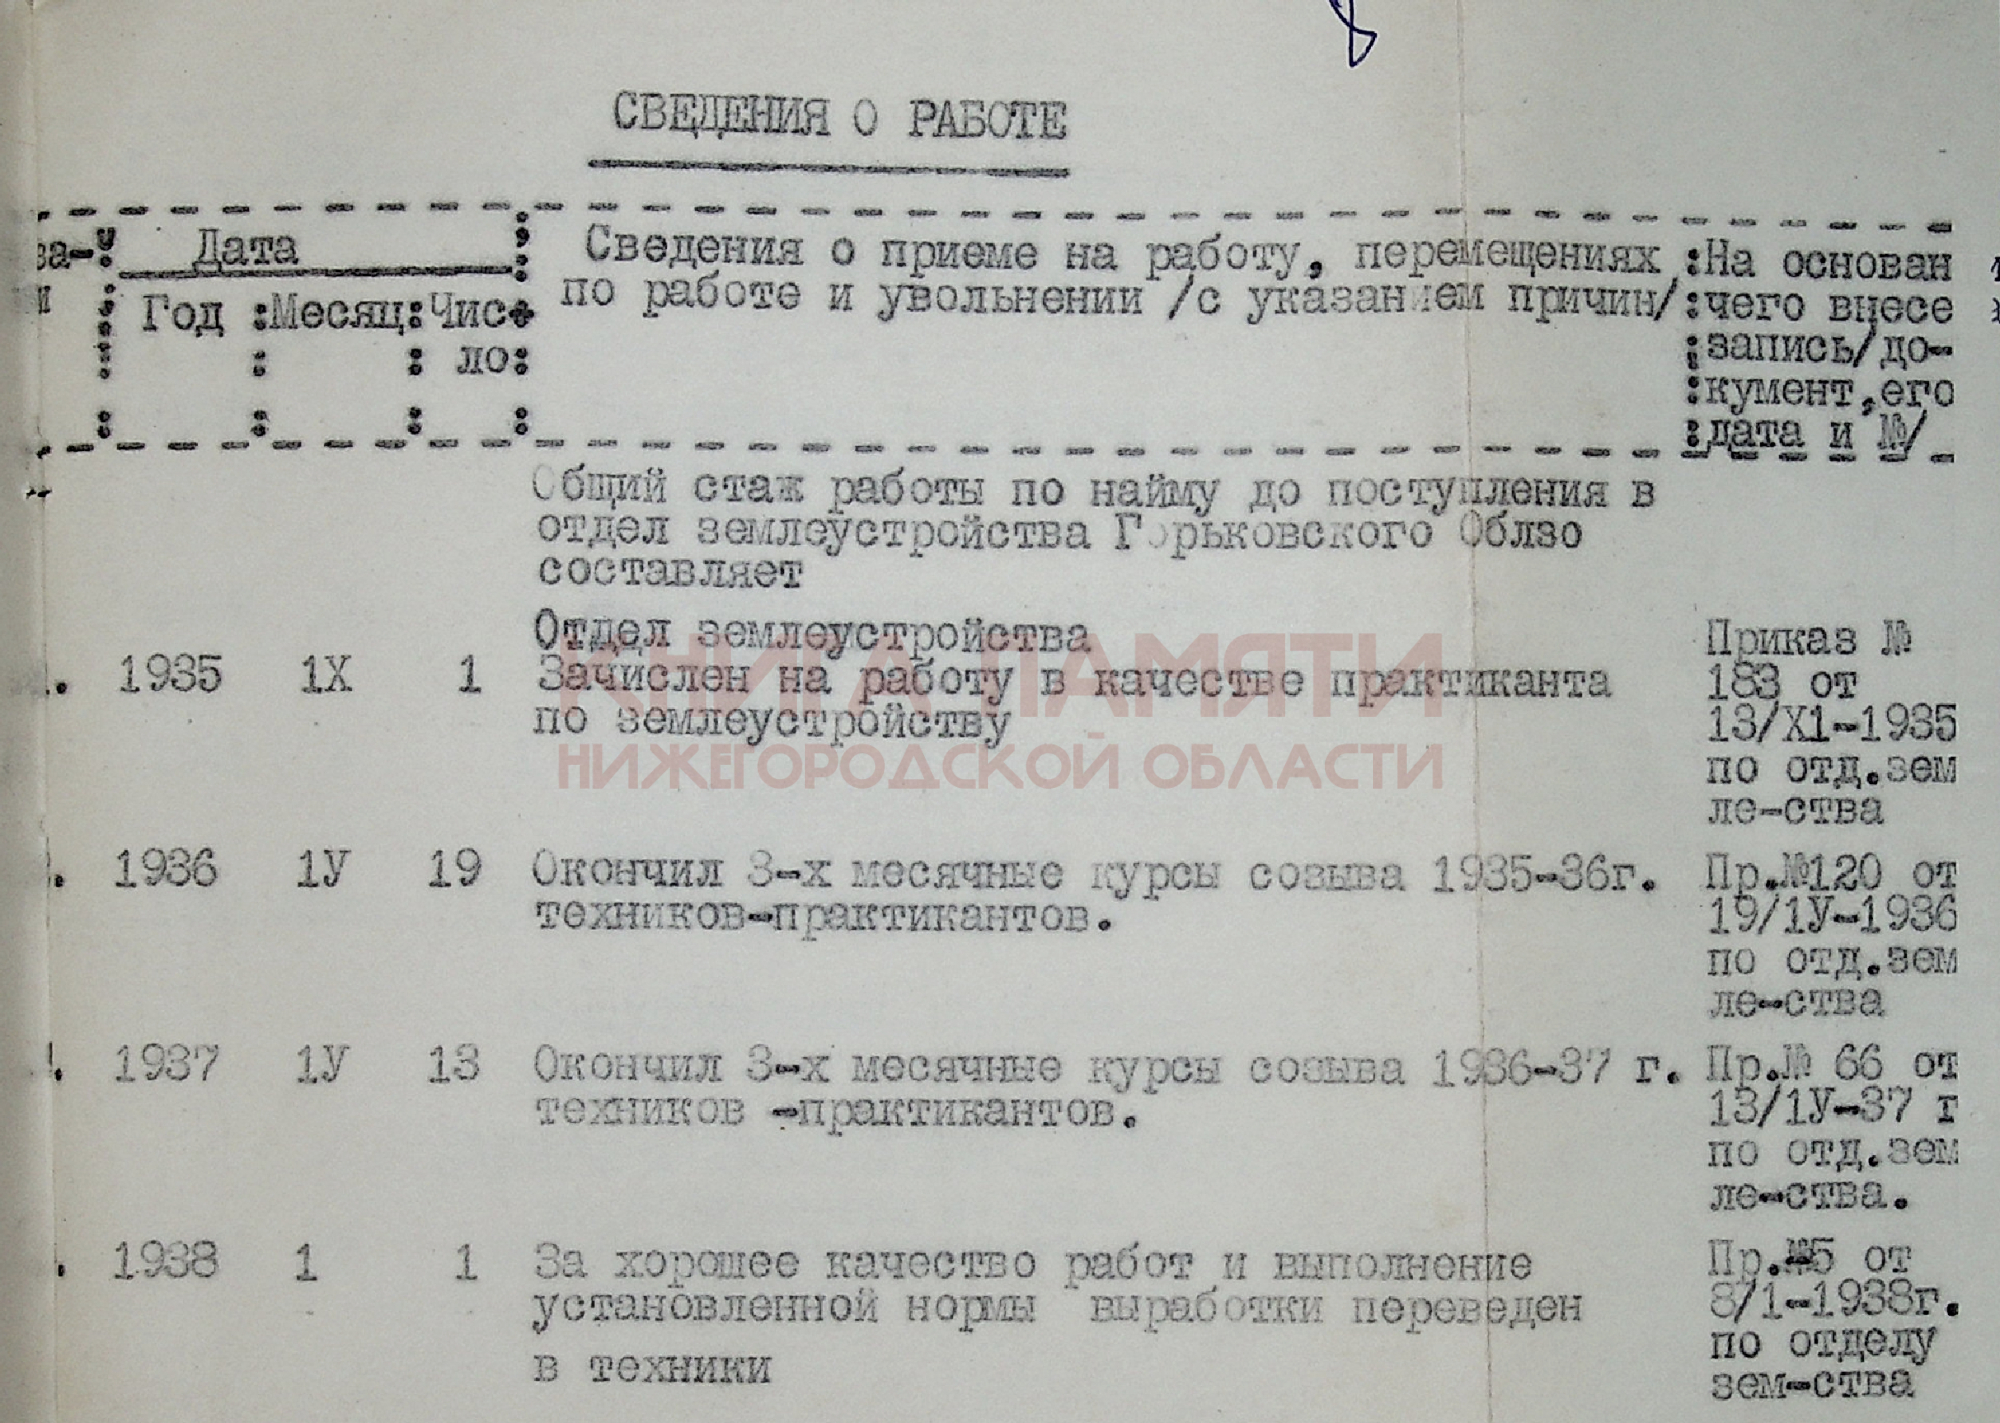 СВЕДЕНИЯ О РАБОТЕ
Дата
Сведения о приеме на работу, перемещениях
по работе и увольнении /с указанием причин/
Год :Месяц: Чис-
ло:
:На основан
:чего внесе
:запись/до-
:кумент,его
:дата и №/
Общий стаж работы по найму до поступления в
отдел землеустройства Горьковского Облзо
составляет
Отдел землеустройства
1935 1X 1 Зачислен на работу в качестве практиканта
по землеустройству
Приказ №
183 от
13/X1-1935
по отд.зем
ле-ства
КНИГА ПАМЯТИ
НИЖЕГОРОДСКОЙ ОБЛАСТИ
1936 1У 19 Окончил 3-х месячные курсы созыва 1935-36г.
техников-практикантов.
Пр.№120 от
19/1У-1936
по отд.зем
ле-ства
1937 1У 13 Окончил 3-х месячные курсы созыва 1936-37 г.
техников -практикантов.
Пр.№ 66 от
13/1У-37 г
по отд.зем
ле-ства.
1938 1 1 За хорошее качество работ и выполнение
установленной нормы выработки переведен
в техники
Пр.№5 от
8/1-1938г.
по отделу
зем-ства